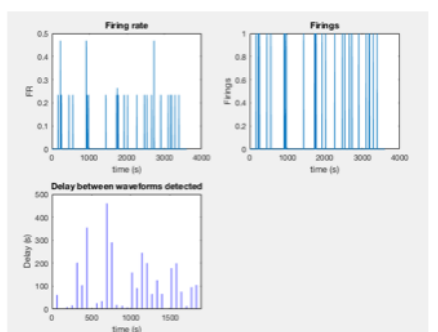 Firing rate
0.5
0.4
0.3
0.2
0.1
0
FR
0 1000 2000 3000 4000
time (s)
Firings
1
0.8
0.6
0.4
0.2
0
Firings
0 1000 2000 3000 4000
time (s)
Delay between waveforms detected
500
400
300
200
100
0
Delay (s)
0 500 1000 1500
time (s)